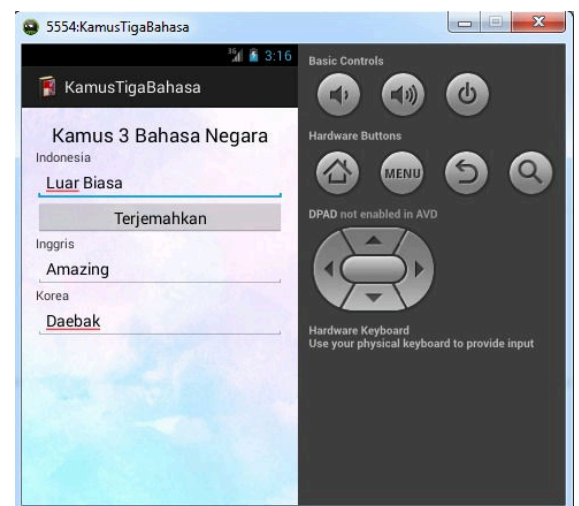 5554:KamusTigaBahasa
3G 3:16
KamusTigaBahasa
Kamus 3 Bahasa Negara
Indonesia
Luar Biasa
Terjemahkan
Inggris
Amazing
Korea
Daebak
Basic Controls
Hardware Buttons
MENU
DPAD not enabled in AVD
Hardware Keyboard
Use your physical keyboard to provide input